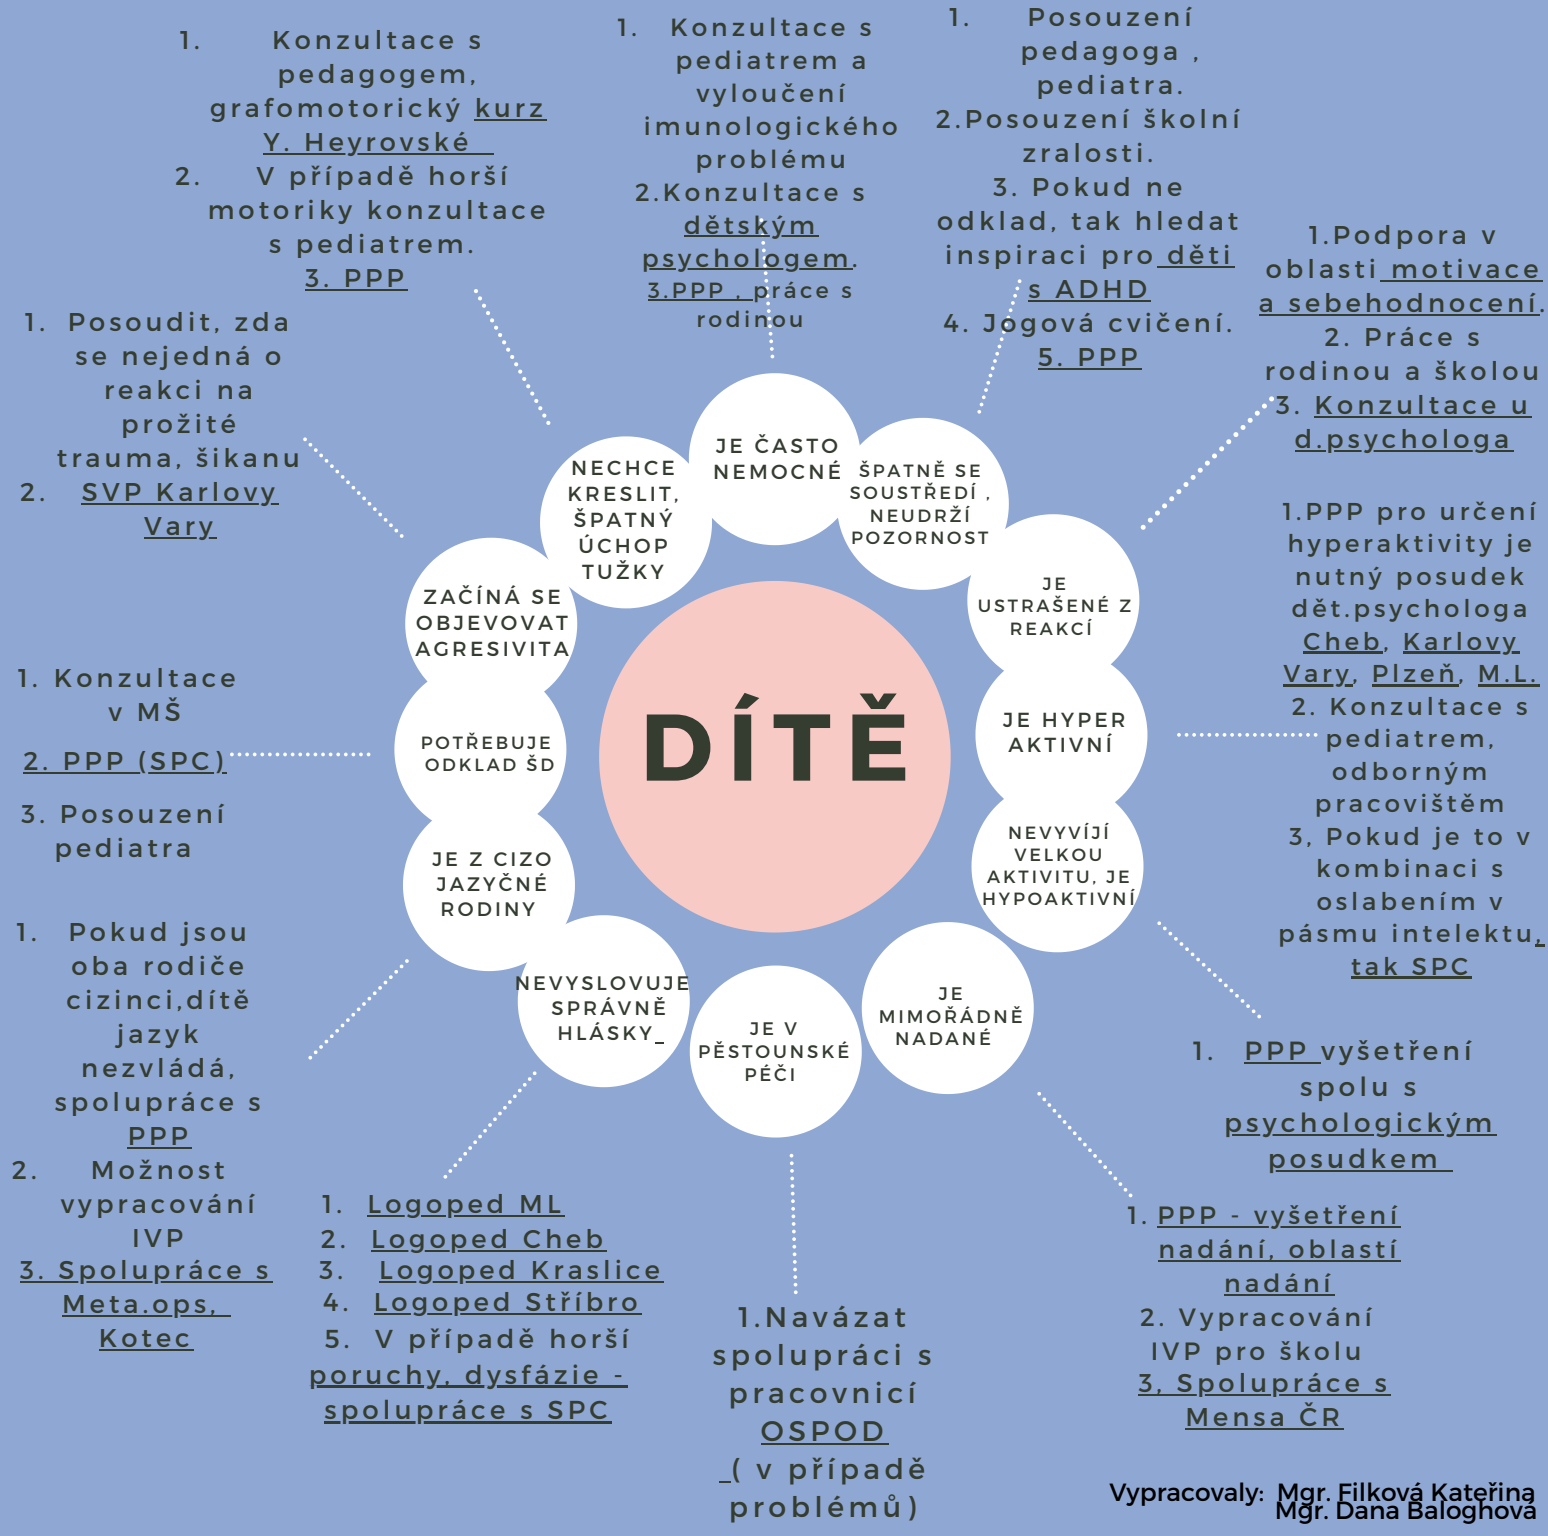 1. Konzultace s
pedagogem,
grafomotorický kurz
Y. Heyrovské
2. V případě horší
motoriky konzultace
s pediatrem.
3. PPP
1. Konzultace s
pediatrem a
vyloučení
imunologického
problému
2.Konzultace s
dětským
psychologem.
3.PPP , práce s
rodinou
1. Posouzení
pedagoga ,
pediatra.
2.Posouzení školní
zralosti.
3. Pokud ne
odklad, tak hledat
inspiraci pro děti
s ADHD
4. Jogová cvičení.
5. PPP
1.Podpora v
oblasti motivace
a sebehodnocení.
2. Práce s
rodinou a školou
3. Konzultace u
d.psychologa
1. Posoudit, zda
se nejedná o
reakci na
prožité
trauma, šikanu
2. SVP Karlovy
Vary
1.PPP pro určení
hyperaktivity je
nutný posudek
dět.psychologa
Cheb, Karlovy
Vary, Plzeň, M.L.
2. Konzultace s
pediatrem,
odborným
pracovištěm
3, Pokud je to v
kombinaci s
oslabením v
pásmu intelektu,
tak SPC
1. Konzultace
v MŠ
2. PPP (SPC)
3. Posouzení
pediatra
JE ČASTO
NEMOCNÉ
ŠPATNĚ SE
SOUSTŘEDÍ ,
NEUDRŽÍ
POZORNOST
JE
USTRAŠENÉ Z
REAKCÍ
JE HYPER
AKTIVNÍ
NEVYVÍJÍ
VELKOU
AKTIVITU, JE
HYPOAKTIVNÍ
JE
MIMOŘÁDNĚ
NADANÉ
JE V
PĚSTOUNSKÉ
PÉČI
NEVYSLOVUJE
SPRÁVNĚ
HLÁSKY_
JE Z CIZO
JAZYČNÉ
RODINY
POTŘEBUJE
ODKLAD ŠD
ZAČÍNÁ SE
OBJEVOVAT
AGRESIVITA
NECHCE
KRESLIT,
ŠPATNÝ
ÚCHOP
TUŽKY
DÍTĚ
1. Pokud jsou
oba rodiče
cizinci,dítě
jazyk
nezvládá,
spolupráce s
PPP
2. Možnost
vypracování
IVP
3. Spolupráce s
Meta.ops,
Kotec
1. Logoped ML
2. Logoped Cheb
3. Logoped Kraslice
4. Logoped Stříbro
5. V případě horší
poruchy, dysfázie -
spolupráce s SPC
1.Navázat
spolupráci s
pracovnicí
OSPOD
_( v případě
problémů)
1. PPP vyšetření
spolu s
psychologickým
posudkem
1. PPP - vyšetření
nadání, oblastí
nadání
2. Vypracování
IVP pro školu
3, Spolupráce s
Mensa ČR
Vypracovaly: Mgr. Filková Kateřina
Mgr. Dana Baloghová